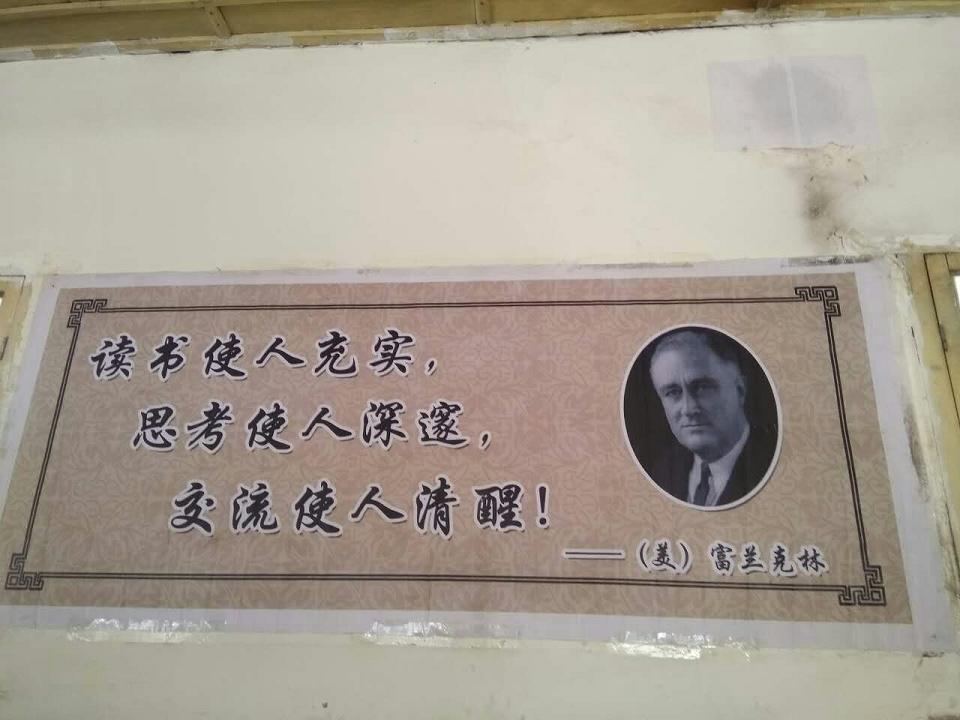 读书使人充实，
思考使人深邃，
交流使人清醒！
——（美）富兰克林